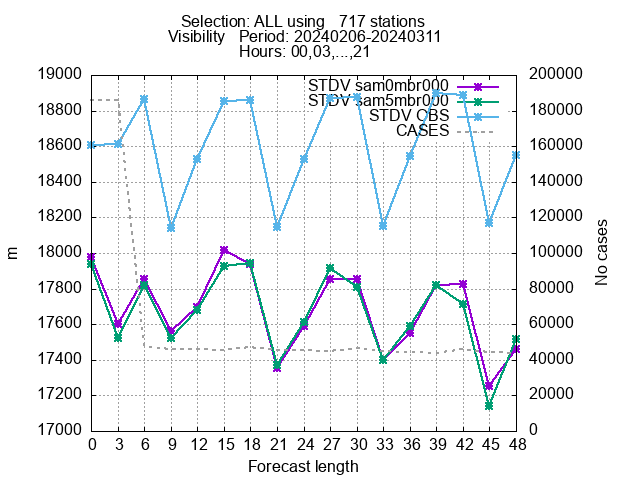 Selection: ALL using   717 stations
Visibility   Period: 20240206-20240311
Hours: 00,03,...,21
STDV sam0mbr000
STDV sam5mbr000
STDV OBS
CASES
19000
18800
18600
18400
18200
18000
17800
17600
17400
17200
17000
m
200000
180000
160000
140000
120000
100000
80000
60000
40000
20000
0
No cases
0 3 6 9 12 15 18 21 24 27 30 33 36 39 42 45 48
Forecast length